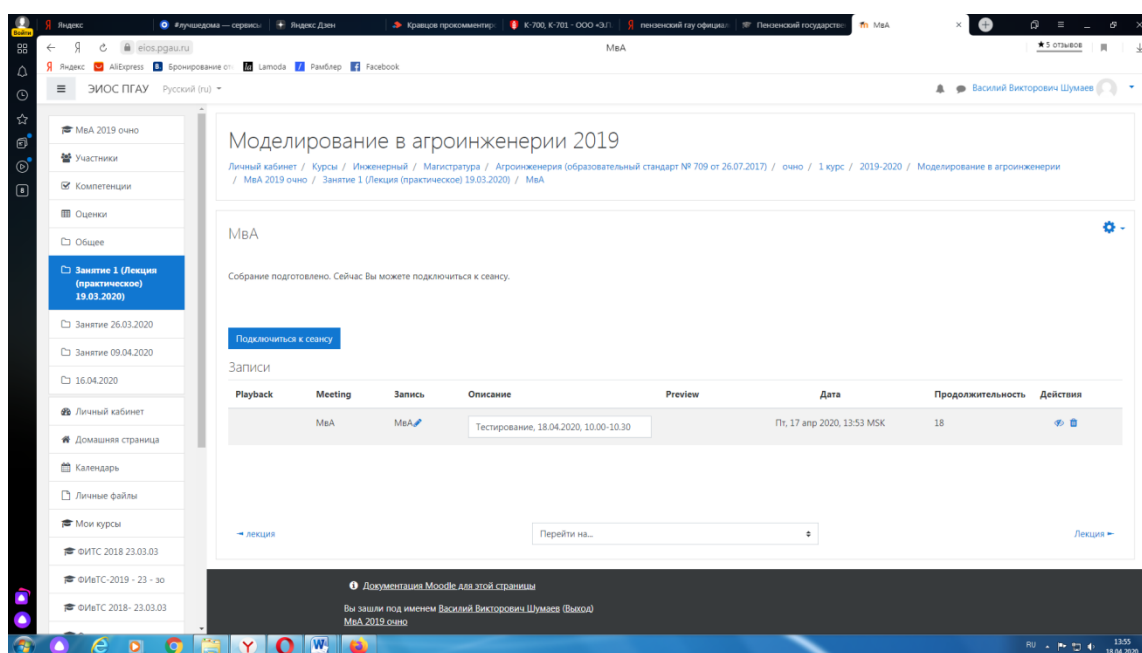 Войти
Яндекс
#лучшедома — сервисы
Яндекс Дзен
Кравцов прокомментир
К-700, К-701 - ООО «Э.П.
пензенский гау официал
Пензенский государстве
МвА
eios.pgau.ru
МвА
★5 отзывов
Яндекс
AliExpress
Бронирование от
Lamoda
Рамблер
Facebook
ЭИОС ПГАУ
Русский (ru)
Василий Викторович Шумаев
МвА 2019 очно
Участники
Компетенции
Оценки
Общее
Занятие 1 (Лекция
(практическое)
19.03.2020)
Занятие 26.03.2020
Занятие 09.04.2020
16.04.2020
Личный кабинет
Домашняя страница
Календарь
Личные файлы
Мои курсы
ФИТС 2018 23.03.03
ФИвТС-2019 - 23 - зо
ФИвТС 2018- 23.03.03
Моделирование в агроинженерии 2019
Личный кабинет / Курсы / Инженерный / Магистратура / Агроинженерия (образовательный стандарт № 709 от 26.07.2017) / очно / 1 курс / 2019-2020 / Моделирование в агроинженерии
/ МвА 2019 очно / Занятие 1 (Лекция (практическое) 19.03.2020) / МвА
МвА
Собрание подготовлено. Сейчас Вы можете подключиться к сеансу.
Подключиться к сеансу
Записи
Playback Meeting Запись Описание Preview Дата Продолжительность Действия
МвА МвА Тестирование, 18.04.2020, 10.00-10.30 Пт, 17 апр 2020, 13:53 MSK 18
◄ лекция
Перейти на...
Лекция ►
Документация Moodle для этой страницы
Вы зашли под именем Василий Викторович Шумаев (Выход)
МвА 2019 очно
RU
13:55
18.04.2020